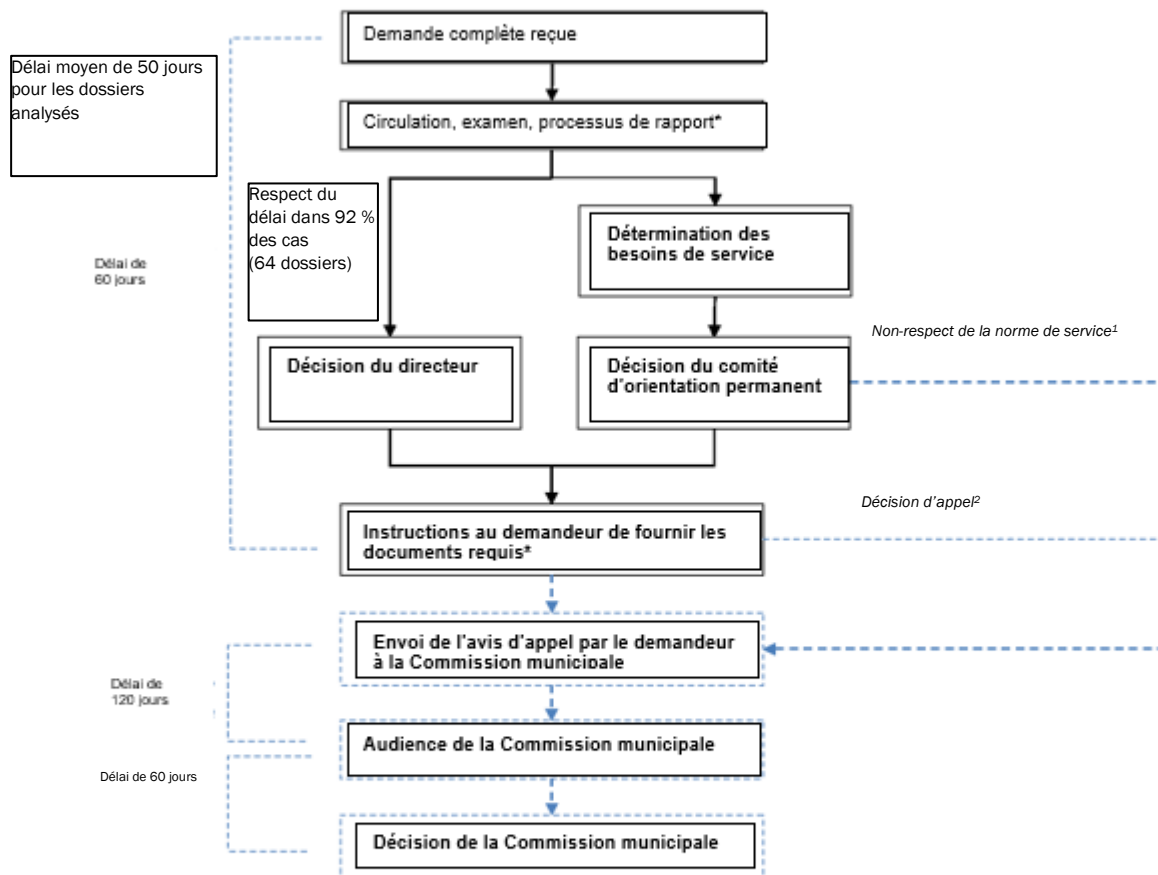 Demande complète reçue
Délai moyen de 50 jours
pour les dossiers
analysés
Circulation, examen, processus de rapport*
Respect du
délai dans 92 %
des cas
(64 dossiers)
Détermination des
besoins de service
Délai de
60 jours
Non-respect de la norme de service¹
Décision du directeur
Décision du comité
d'orientation permanent
Décision d'appel²
Instructions au demandeur de fournir les
documents requis*
Envoi de l'avis d'appel par le demandeur
à la Commission municipale
Délai de
120 jours
Audience de la Commission municipale
Délai de 60 jours
Décision de la Commission municipale